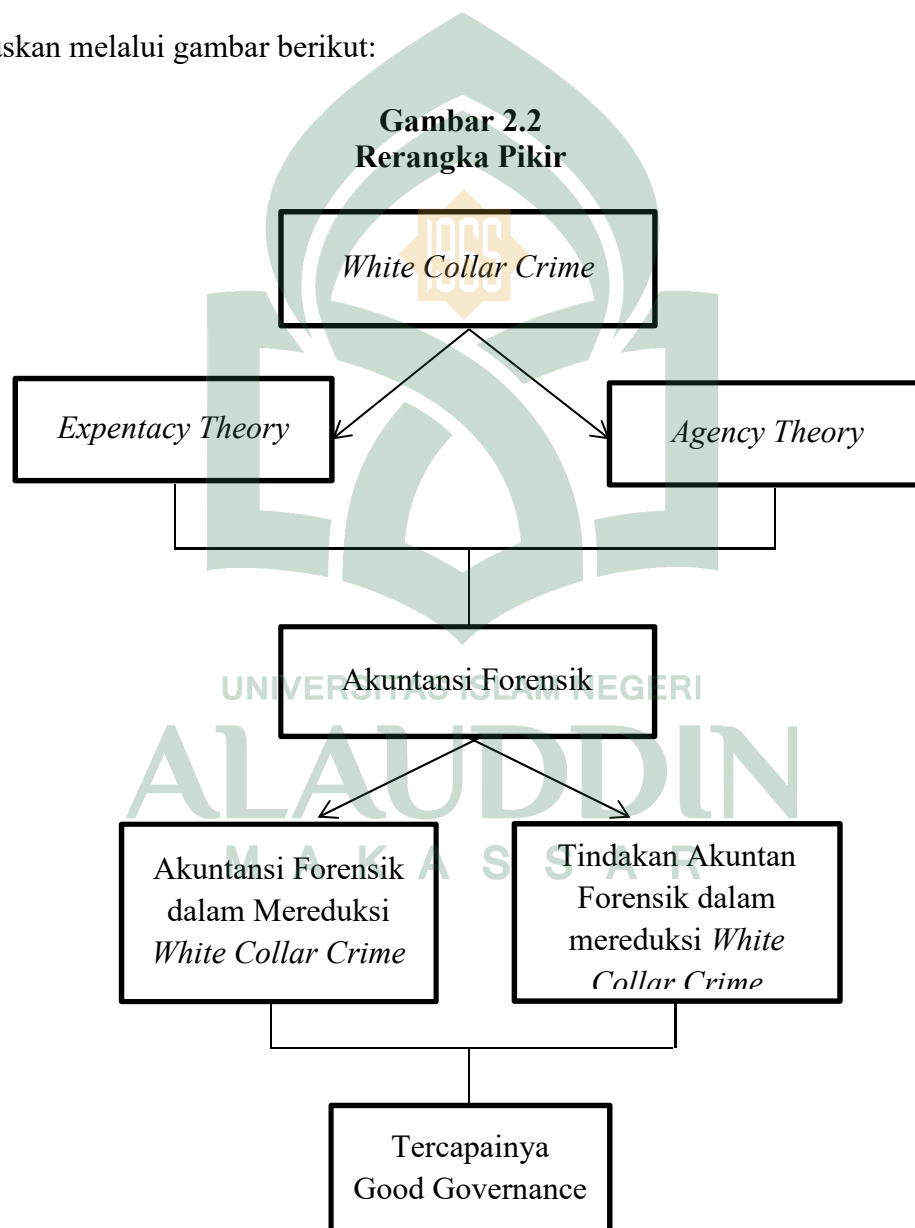 askan melalui gambar berikut:
Gambar 2.2
Rerangka Pikir
1965
White Collar Crime
Expentacy Theory
Agency Theory
Akuntansi Forensik
UNIVERSITAS ISLAM NEGERI
ALAUDDIN
MAKASSAR
Akuntansi Forensik
dalam Mereduksi
White Collar Crime
Tindakan Akuntan
Forensik dalam
mereduksi White
Collar Crime
Tercapainya
Good Governance